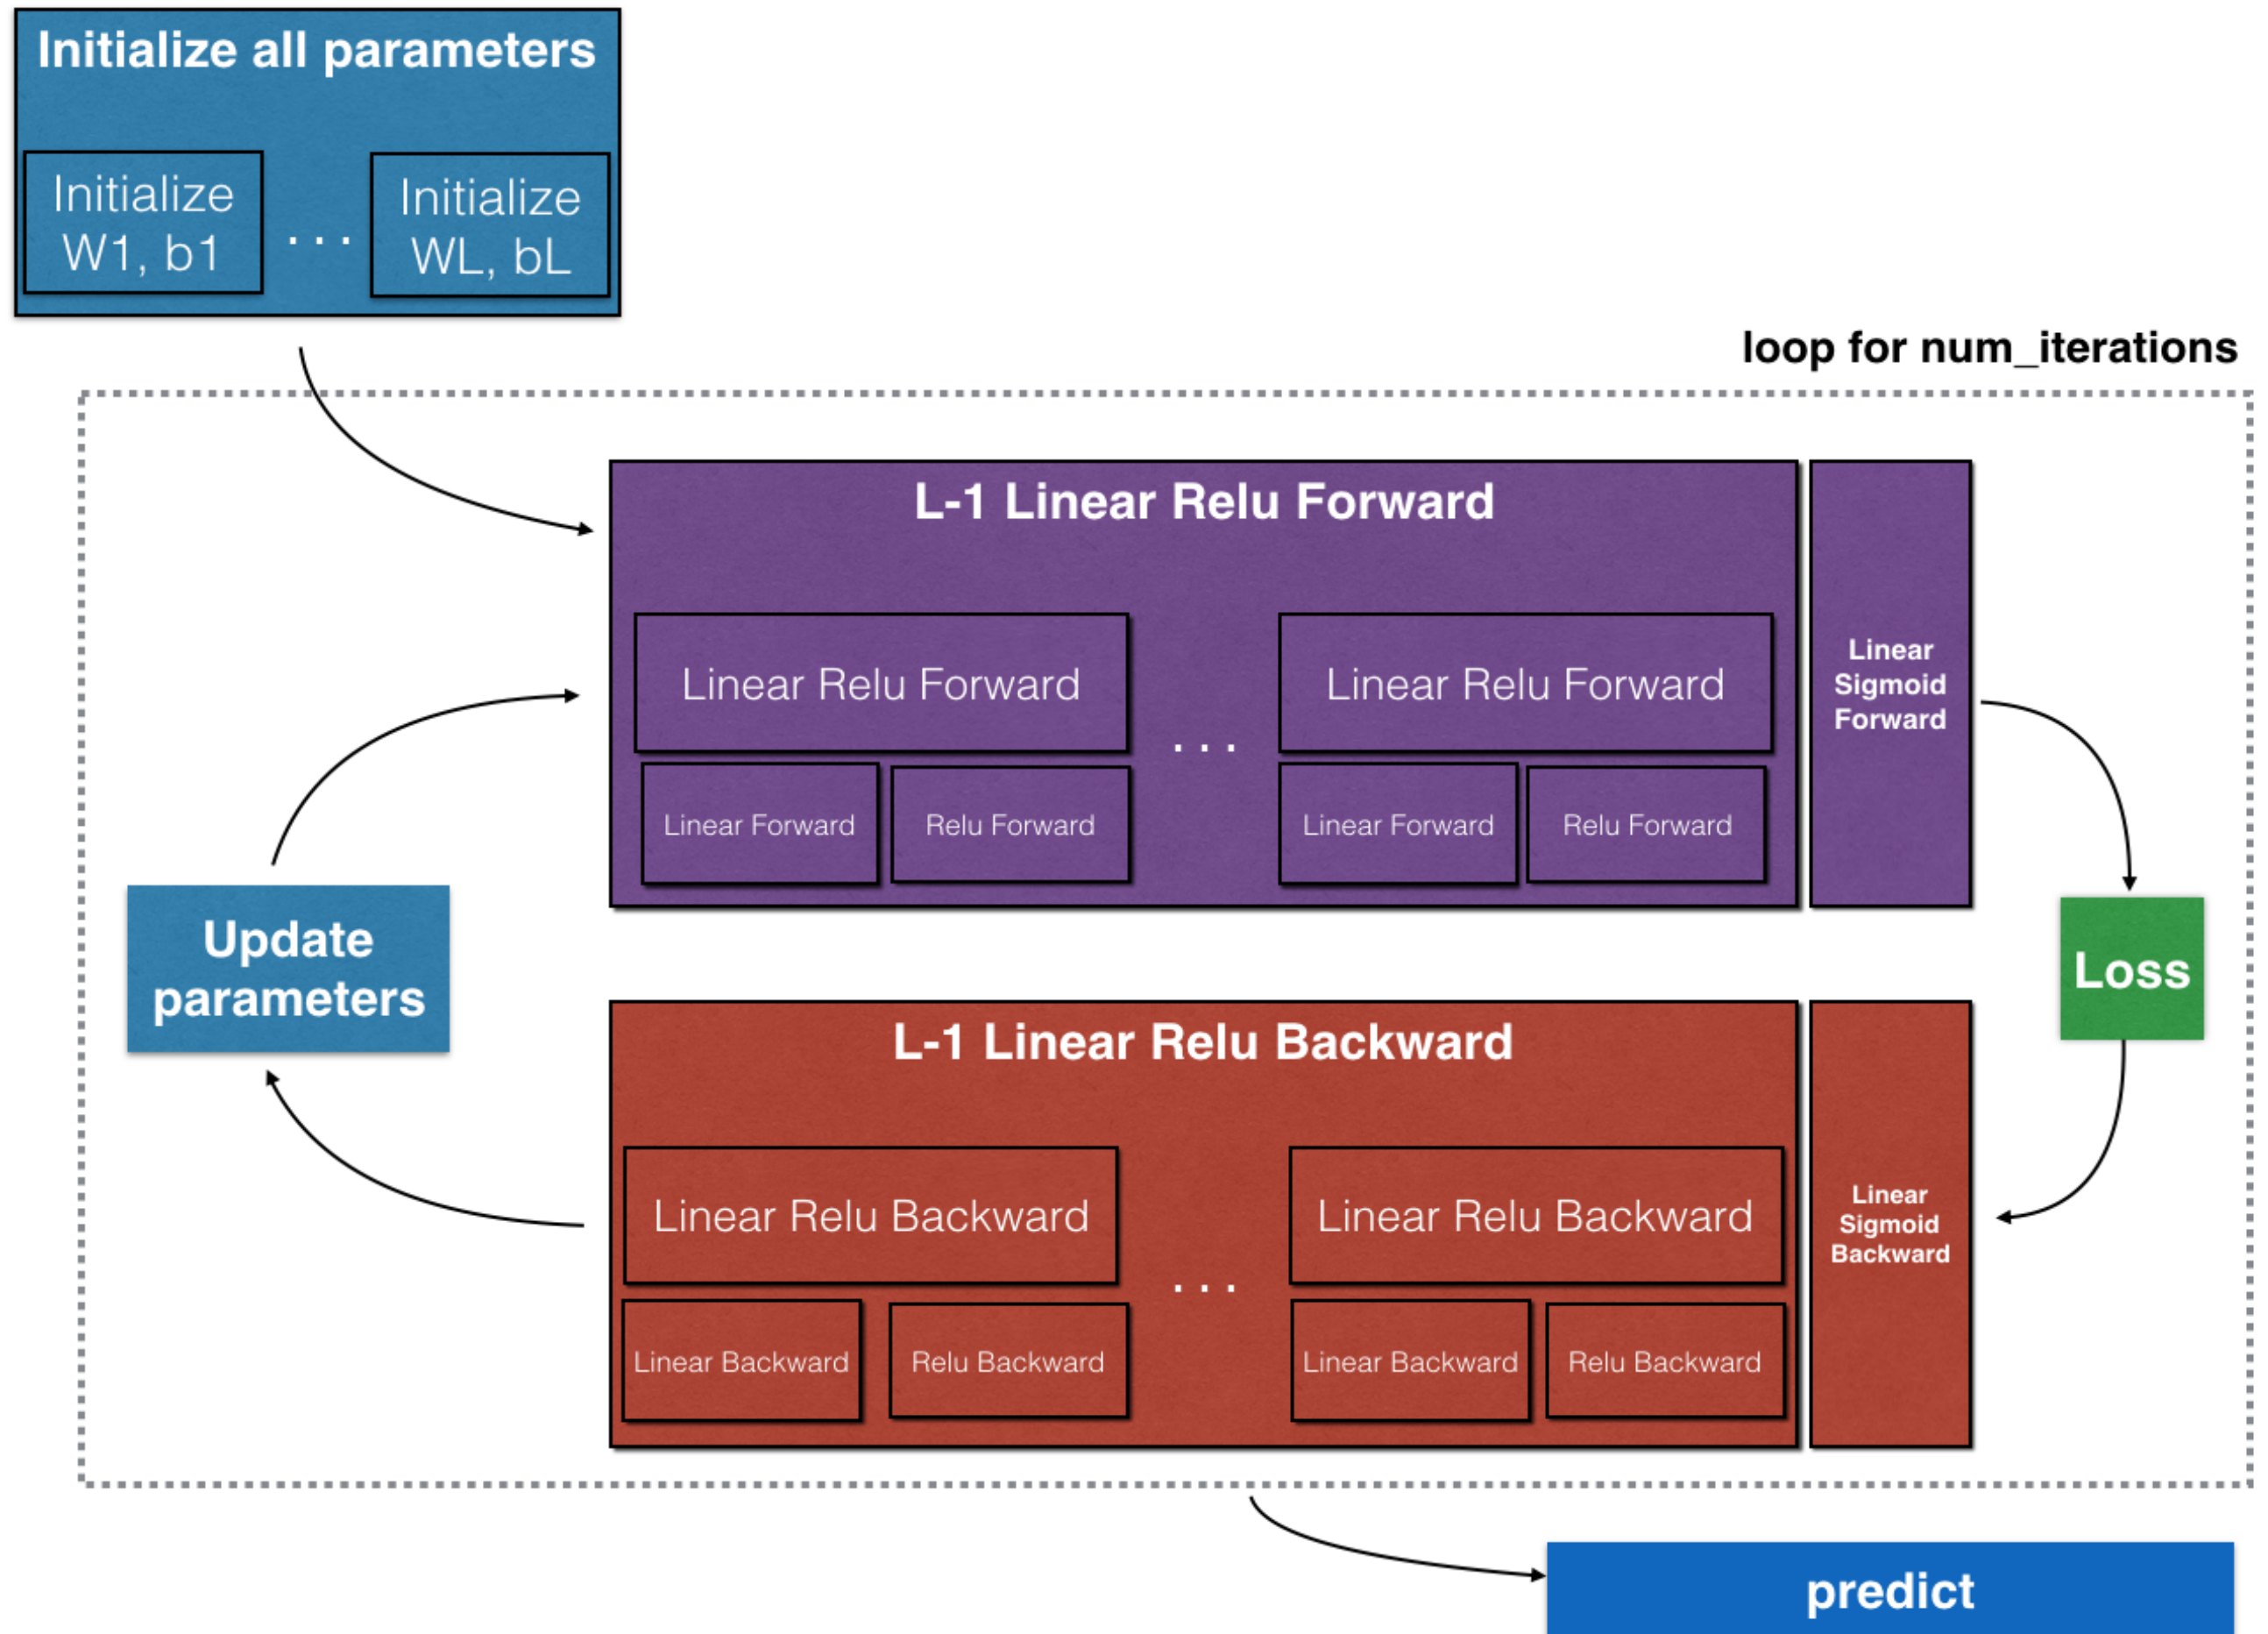 Initialize all parameters
Initialize
W1, b1
. . .
Initialize
WL, bL
loop for num_iterations
L-1 Linear Relu Forward
Linear Relu Forward
Linear Forward
Relu Forward
. . .
Linear Relu Forward
Linear Forward
Relu Forward
Linear
Sigmoid
Forward
Update
parameters
Loss
L-1 Linear Relu Backward
Linear Relu Backward
Linear Backward
Relu Backward
. . .
Linear Relu Backward
Linear Backward
Relu Backward
Linear
Sigmoid
Backward
predict